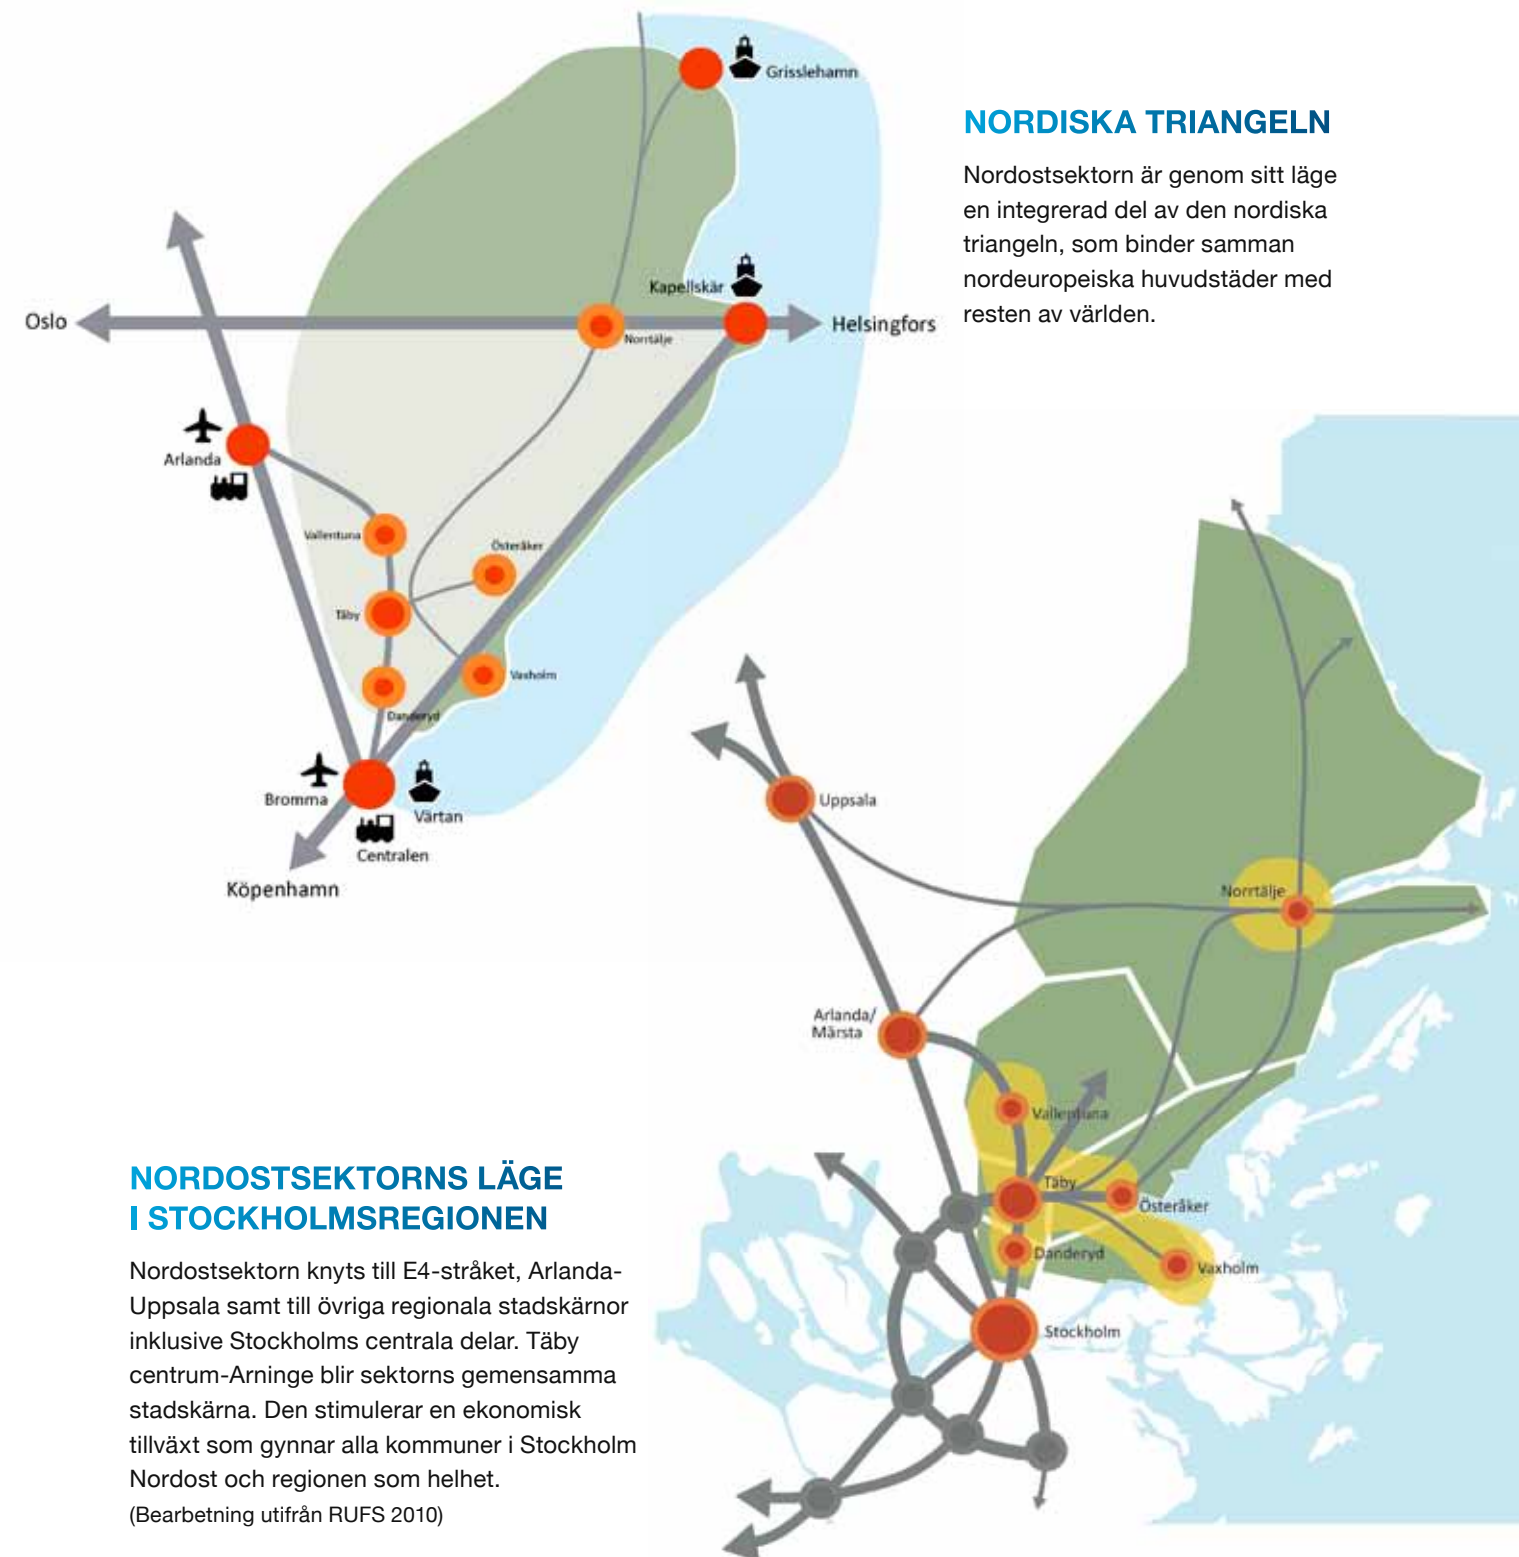 Grisslehamn
NORDISKA TRIANGELN
Nordostsektorn är genom sitt läge
en integrerad del av den nordiska
triangeln, som binder samman
nordeuropeiska huvudstäder med
resten av världen.
Kapellskär
Oslo
Helsingfors
Norrtälje
Arlanda
Vallentuna
Österåker
Täby
Vaxholm
Danderyd
Bromma
Värtan
Centralen
Köpenhamn
Uppsala
Norrtälje
Arlanda/
Märsta
Vallentuna
Täby
Österåker
Danderyd
Vaxholm
Stockholm
NORDOSTSEKTORNS LÄGE
I STOCKHOLMSREGIONEN
Nordostsektorn knyts till E4-stråket, Arlanda-
Uppsala samt till övriga regionala stadskärnor
inklusive Stockholms centrala delar. Täby
centrum-Arninge blir sektorns gemensamma
stadskärna. Den stimulerar en ekonomisk
tillväxt som gynnar alla kommuner i Stockholm
Nordost och regionen som helhet.
(Bearbetning utifrån RUFS 2010)